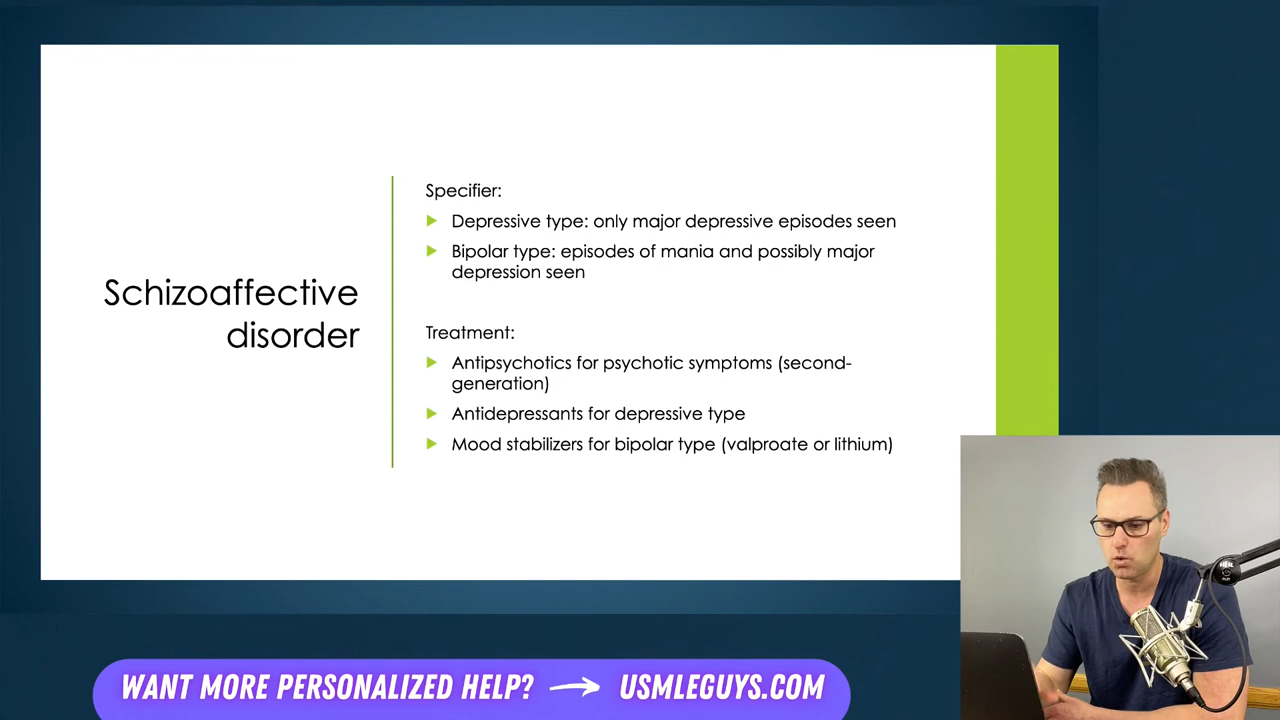 Schizoaffective
disorder
Specifier:
Depressive type: only major depressive episodes seen
Bipolar type: episodes of mania and possibly major
depression seen
Treatment:
Antipsychotics for psychotic symptoms (second-
generation)
Antidepressants for depressive type
Mood stabilizers for bipolar type (valproate or lithium)
WANT MORE PERSONALIZED HELP? → USMLEGUYS.COM